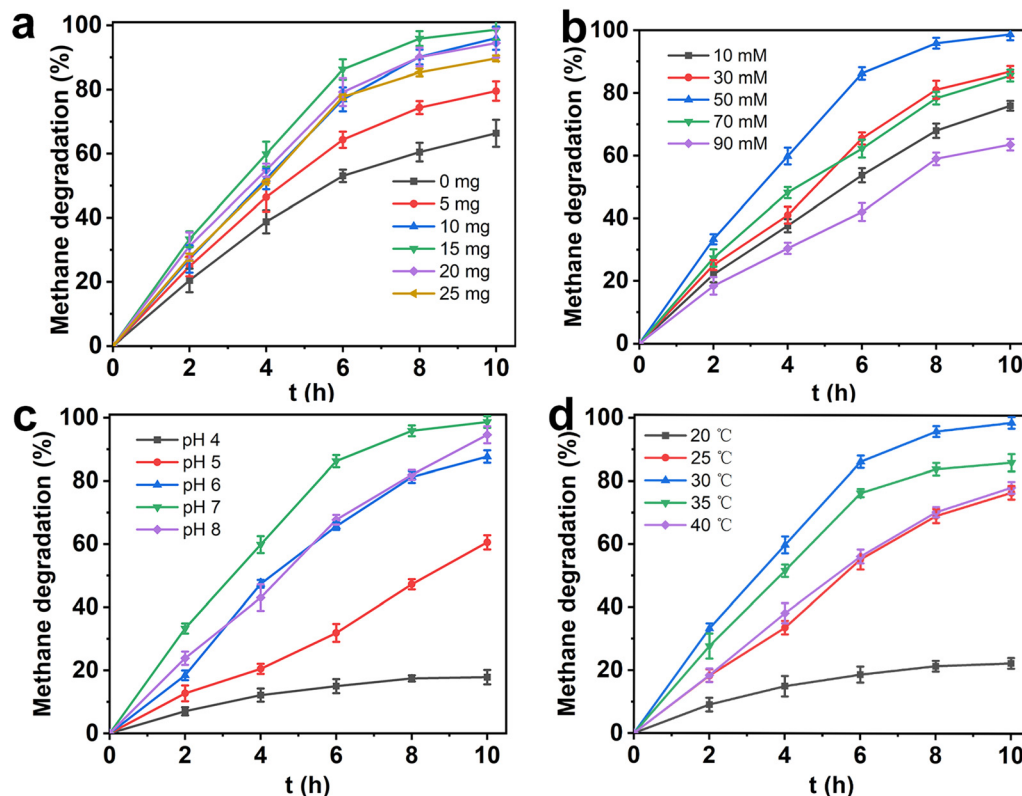 a
Methane degradation (%)
100
80
60
40
20
0
0 mg
5 mg
10 mg
15 mg
20 mg
25 mg
0 2 4 6 8 10
t (h)
b
Methane degradation (%)
100
80
60
40
20
0
10 mM
30 mM
50 mM
70 mM
90 mM
0 2 4 6 8 10
t (h)
c
Methane degradation (%)
100
80
60
40
20
0
pH 4
pH 5
pH 6
pH 7
pH 8
0 2 4 6 8 10
t (h)
d
Methane degradation (%)
100
80
60
40
20
0
20 ℃
25 ℃
30 ℃
35 ℃
40 ℃
0 2 4 6 8 10
t (h)